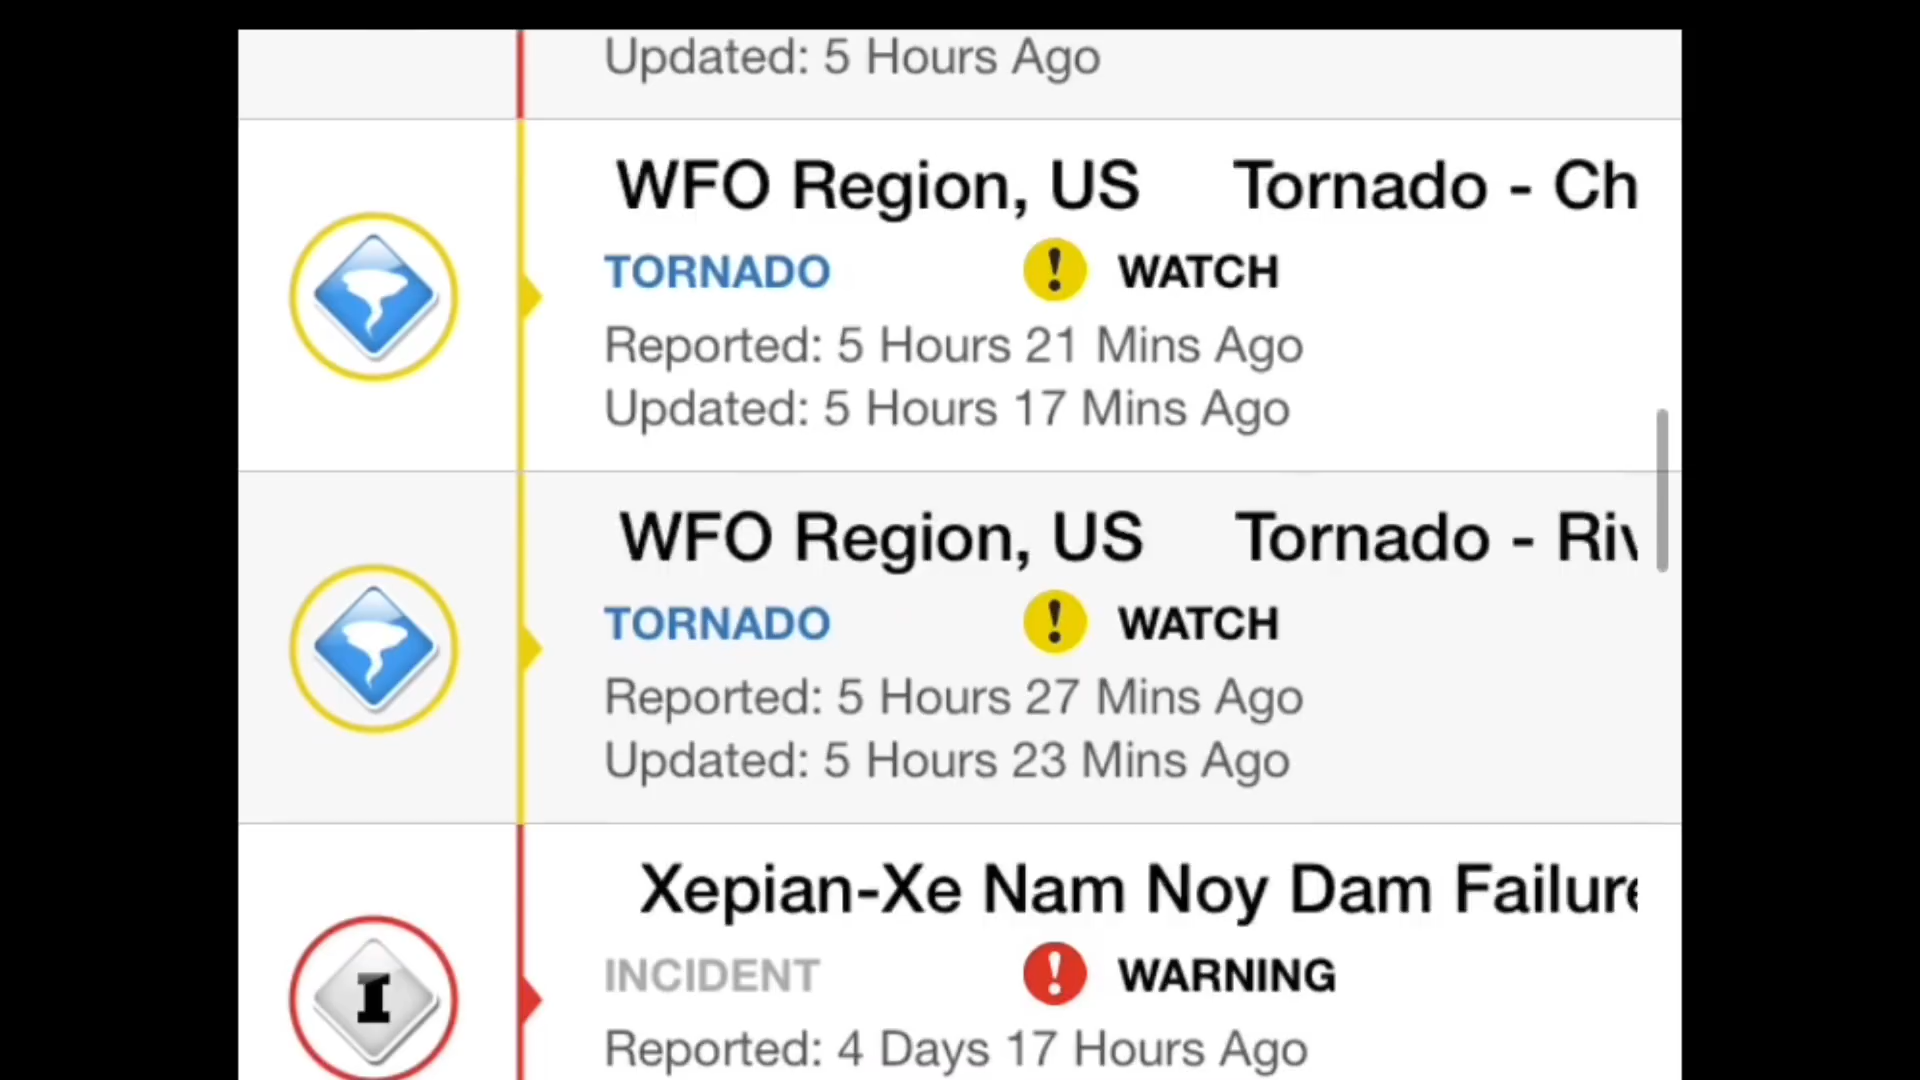 Updated: 5 Hours Ago
WFO Region, US Tornado - Ch
TORNADO ! WATCH
Reported: 5 Hours 21 Mins Ago
Updated: 5 Hours 17 Mins Ago
WFO Region, US Tornado - Riv
TORNADO ! WATCH
Reported: 5 Hours 27 Mins Ago
Updated: 5 Hours 23 Mins Ago
Xepian-Xe Nam Noy Dam Failure
I
INCIDENT ! WARNING
Reported: 4 Days 17 Hours Ago